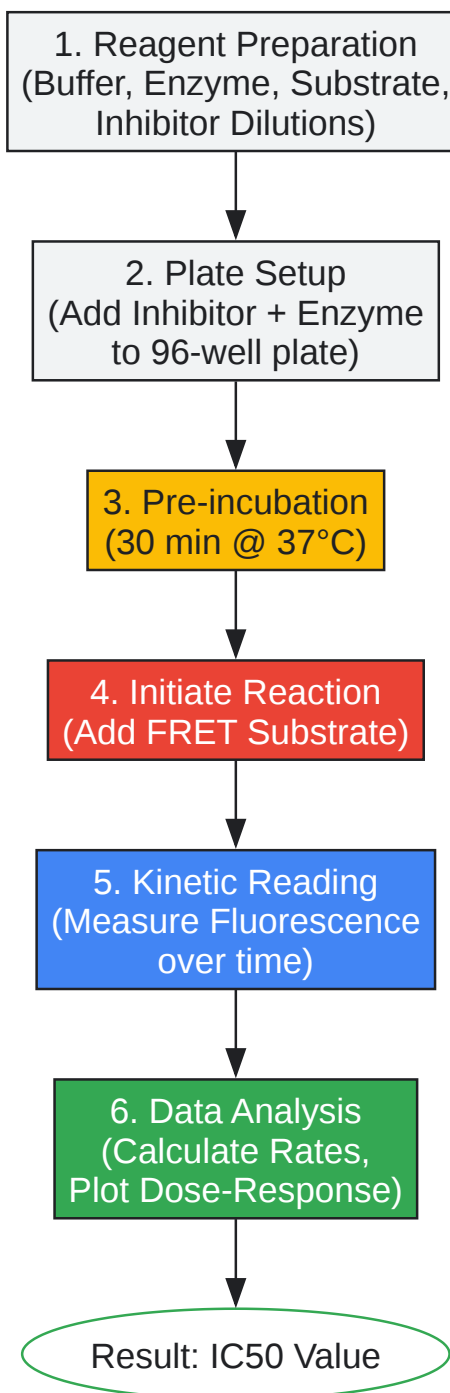 1. Reagent Preparation
(Buffer, Enzyme, Substrate,
Inhibitor Dilutions)
2. Plate Setup
(Add Inhibitor + Enzyme
to 96-well plate)
3. Pre-incubation
(30 min @ 37°C)
4. Initiate Reaction
(Add FRET Substrate)
5. Kinetic Reading
(Measure Fluorescence
over time)
6. Data Analysis
(Calculate Rates,
Plot Dose-Response)
Result: IC50 Value